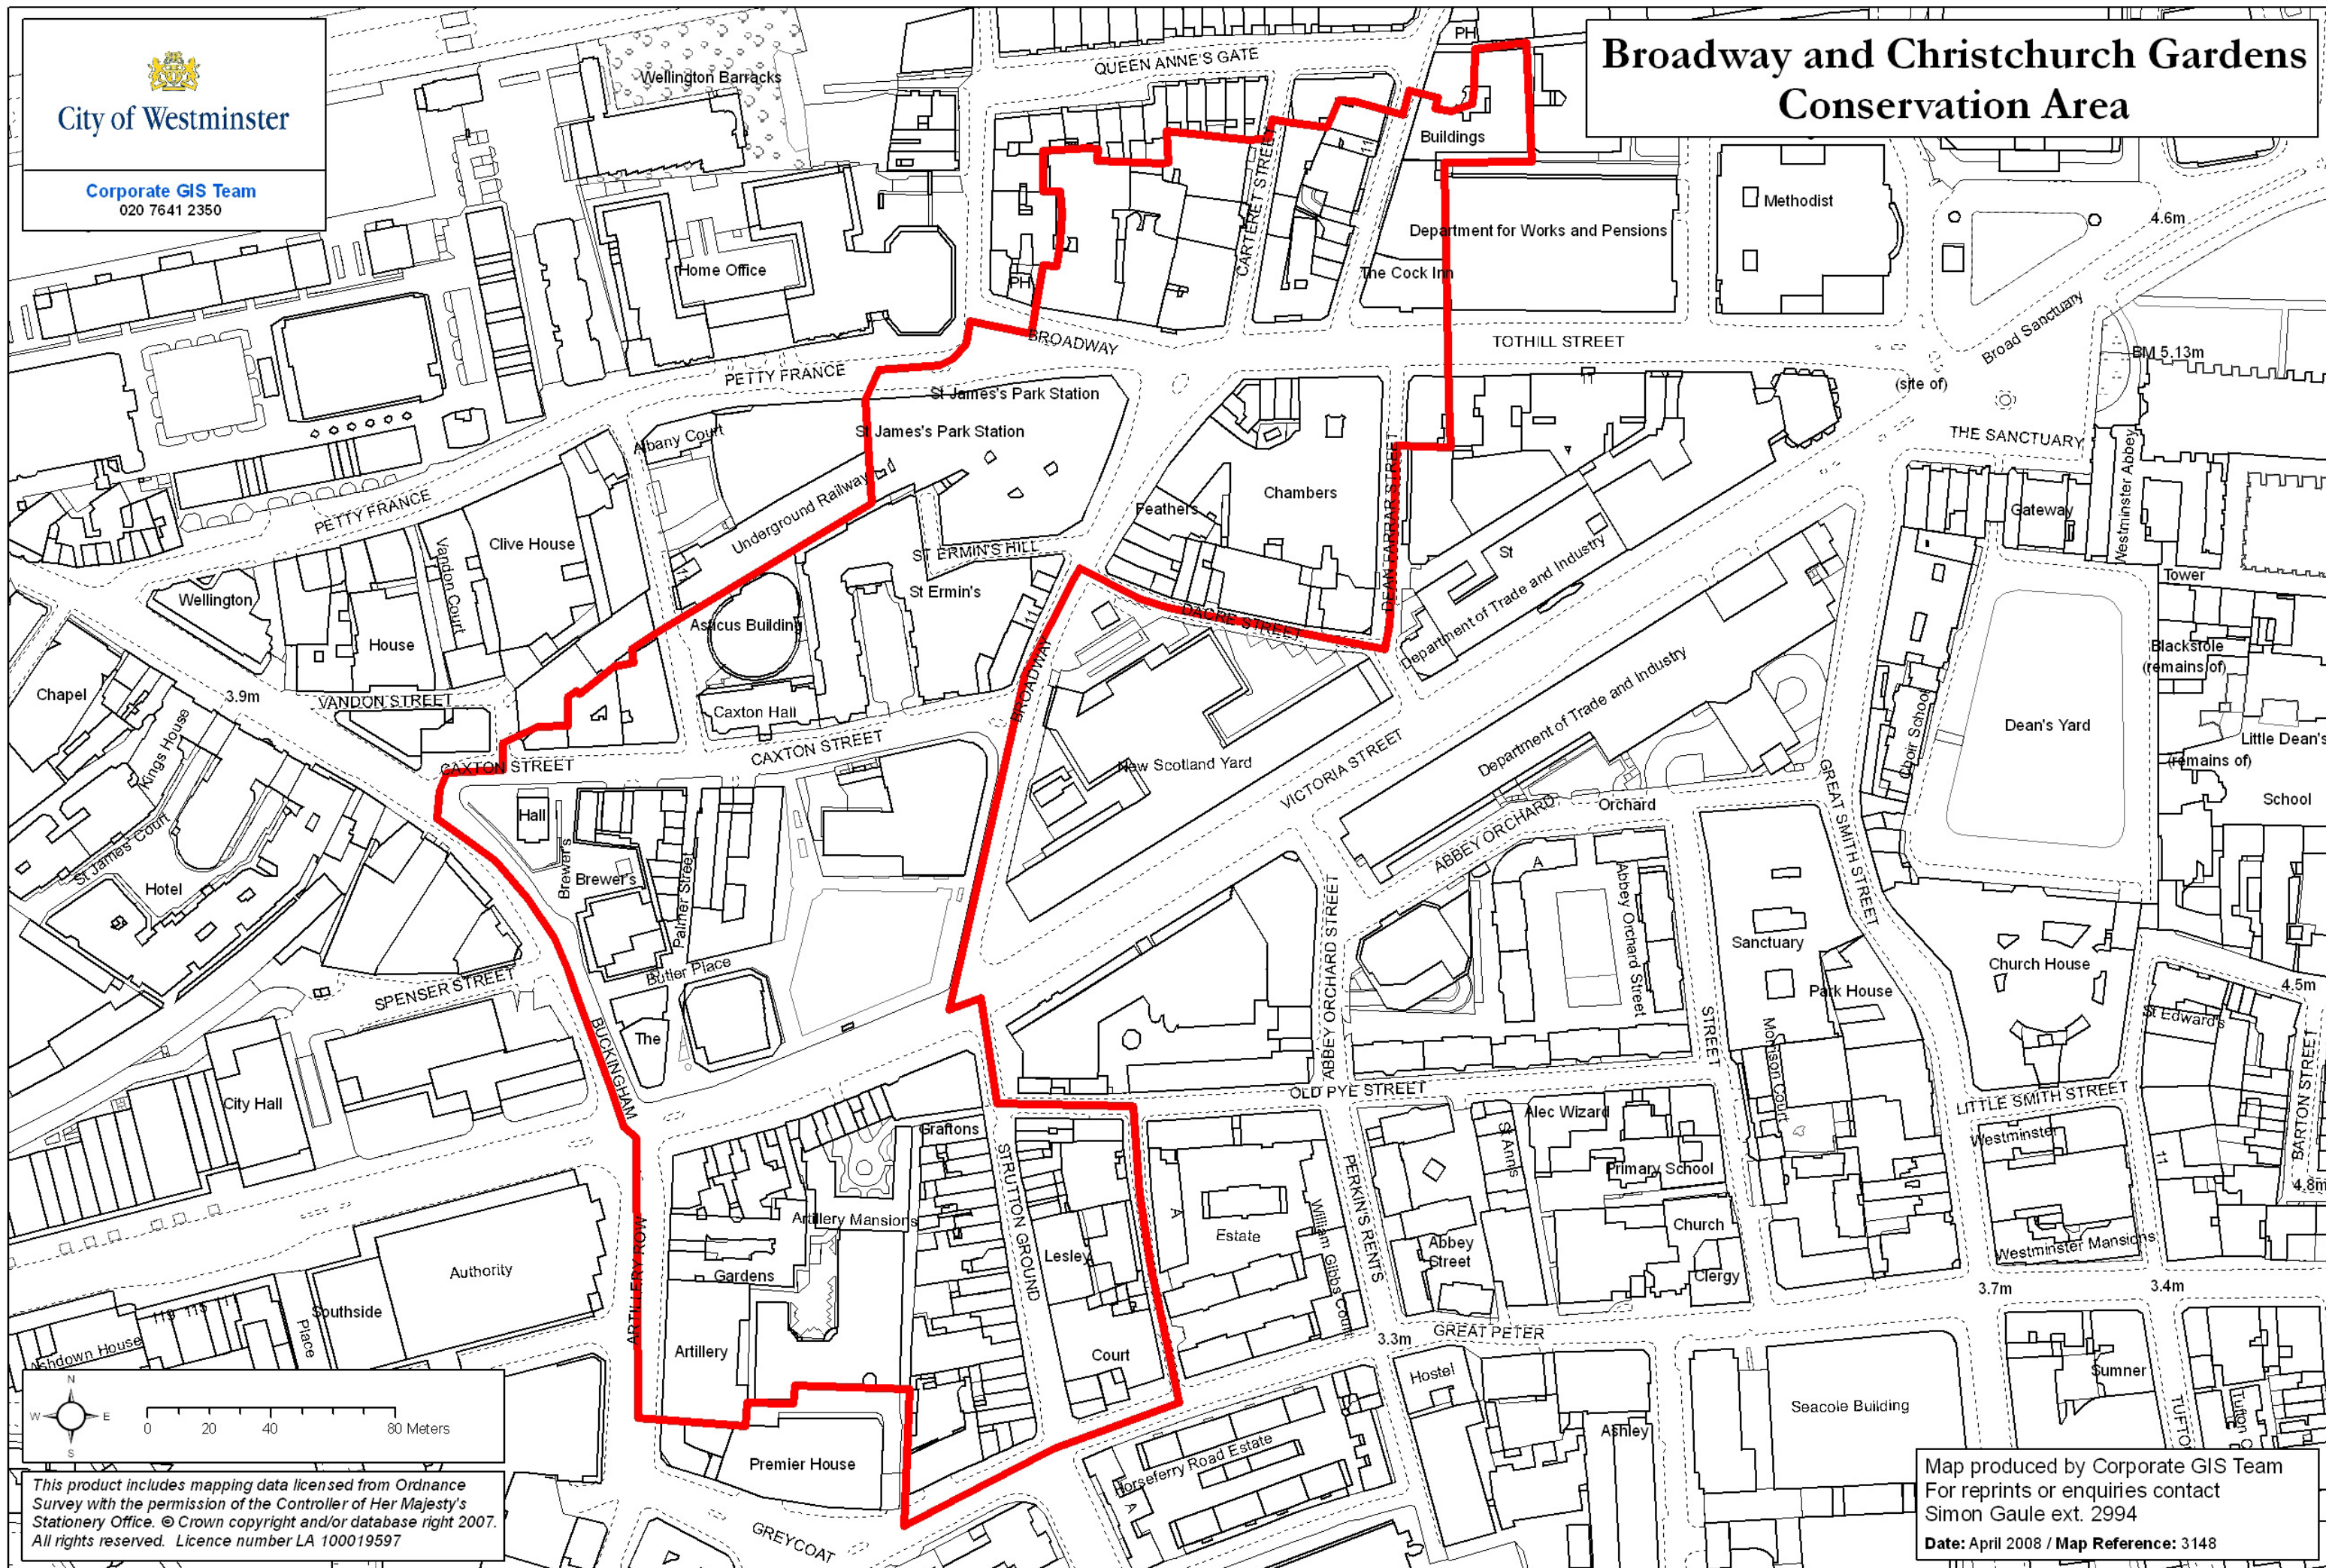 City of Westminster
Corporate GIS Team
020 7641 2350
Broadway and Christchurch Gardens
Conservation Area
Wellington Barracks
QUEEN ANNE'S GATE
PH
Buildings
11
CARTERET STREET
Methodist
4.6m
Department for Works and Pensions
Home Office
The Cock Inn
PH
BROADWAY
TOTHILL STREET
Broad Sanctuary
BM 5.13m
PETTY FRANCE
St James's Park Station
(site of)
St James's Park Station
Albany Court
THE SANCTUARY
Westminster Abbey
DEAN FARRAR STREET
Chambers
Underground Railway
PETTY FRANCE
Feathers
Gateway
Clive House
Vandon Court
ST ERMIN'S HILL
St
Department of Trade and Industry
Tower
11
St Ermin's
Wellington
Asticus Building
11
DACRE STREET
House
Blackstole
(remains of)
Chapel
3.9m
VANDON STREET
Caxton Hall
BROADWAY
Department of Trade and Industry
Choir School
Dean's Yard
Little Dean's
(remains of)
Kings House
CAXTON STREET
CAXTON STREET
New Scotland Yard
VICTORIA STREET
School
Hall
Orchard
ABBEY ORCHARD
GREAT SMITH STREET
St James' Court
Hotel
Brewer's
Brewer's
Palmer Street
A
Abbey Orchard Street
ABBEY ORCHARD STREET
Sanctuary
Church House
SPENSER STREET
Butler Place
Park House
4.5m
St Edward's
BUCKINGHAM
The
STREET
Morrison Court
BARTON STREET
City Hall
OLD PYE STREET
LITTLE SMITH STREET
Alec Wizard
Graftons
St Ann's
Westminster
STRUTTON GROUND
PERKIN'S RENTS
Primary School
11
4.8m
Artillery Mansions
A
Estate
William Gibbs Court
Church
Abbey
Street
Westminster Mansions
ARTILLERY ROW
Lesley
Authority
Gardens
Clergy
3.7m
3.4m
Southside
119 115 11
Place
Ashdown House
3.3m
GREAT PETER
Artillery
Court
Hostel
Sumner
Seacole Building
TUFTO
Tufton C
Ashley
Premier House
Horseferry Road Estate
A
GREYCOAT
N
W E
S
0 20 40 80 Meters
This product includes mapping data licensed from Ordnance
Survey with the permission of the Controller of Her Majesty's
Stationery Office. © Crown copyright and/or database right 2007.
All rights reserved. Licence number LA 100019597
Map produced by Corporate GIS Team
For reprints or enquiries contact
Simon Gaule ext. 2994
Date: April 2008 / Map Reference: 3148